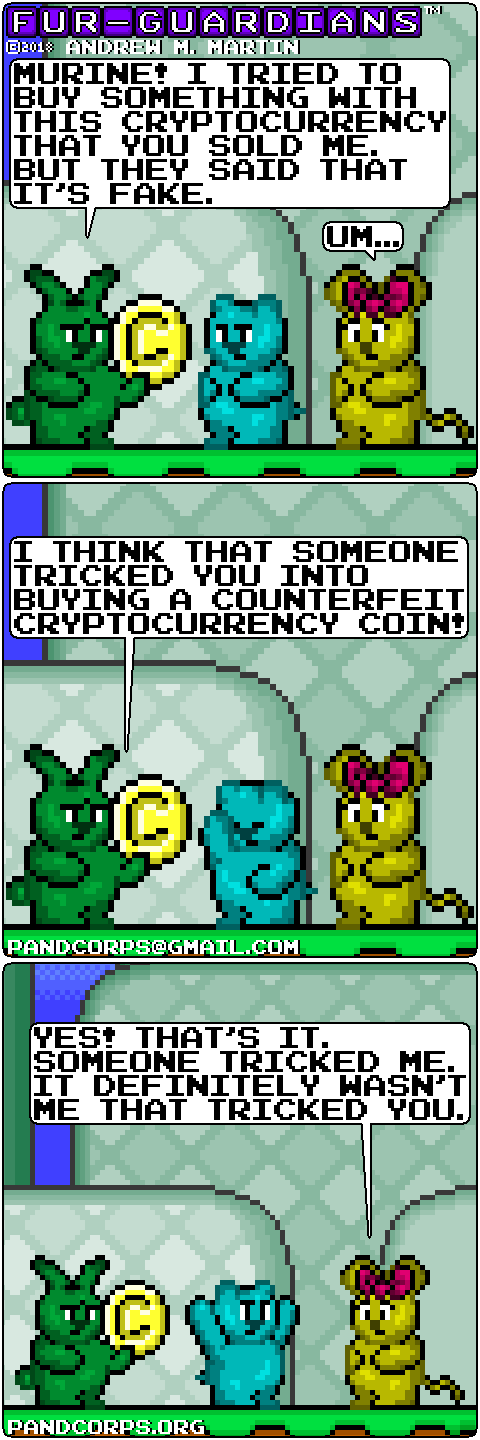 FUR-GUARDIANS™
©2018 ANDREW M. MARTIN
MURINE! I TRIED TO
BUY SOMETHING WITH
THIS CRYPTOCURRENCY
THAT YOU SOLD ME.
BUT THEY SAID THAT
IT'S FAKE.
UM...
C
I THINK THAT SOMEONE
TRICKED YOU INTO
BUYING A COUNTERFEIT
CRYPTOCURRENCY COIN!
C
PANDCORPS@GMAIL.COM
YES! THAT'S IT.
SOMEONE TRICKED ME.
IT DEFINITELY WASN'T
ME THAT TRICKED YOU.
C
PANDCORPS.ORG